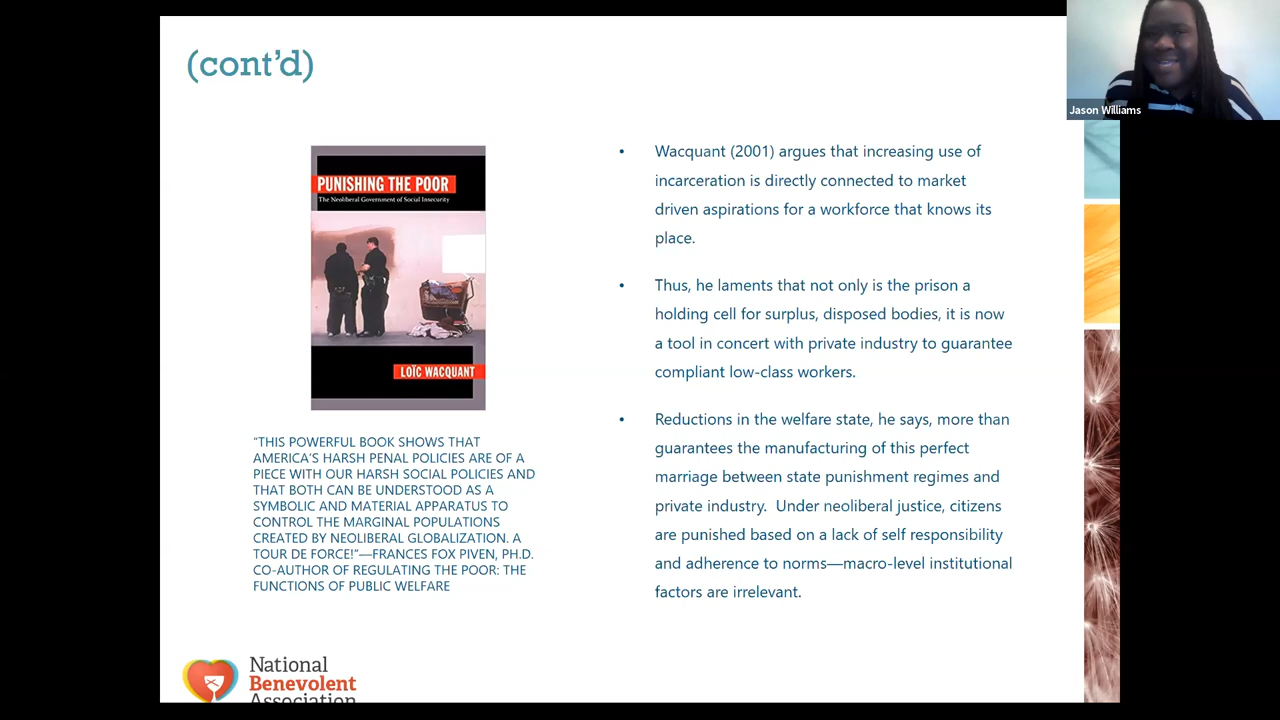 (cont’d)
Jason Williams
PUNISHING THE POOR
The Neoliberal Government of Social Insecurity
LOÏC WACQUANT
“THIS POWERFUL BOOK SHOWS THAT
AMERICA’S HARSH PENAL POLICIES ARE OF A
PIECE WITH OUR HARSH SOCIAL POLICIES AND
THAT BOTH CAN BE UNDERSTOOD AS A
SYMBOLIC AND MATERIAL APPARATUS TO
CONTROL THE MARGINAL POPULATIONS
CREATED BY NEOLIBERAL GLOBALIZATION. A
TOUR DE FORCE!”—FRANCES FOX PIVEN, PH.D.
CO-AUTHOR OF REGULATING THE POOR: THE
FUNCTIONS OF PUBLIC WELFARE
• Wacquant (2001) argues that increasing use of
incarceration is directly connected to market
driven aspirations for a workforce that knows its
place.
• Thus, he laments that not only is the prison a
holding cell for surplus, disposed bodies, it is now
a tool in concert with private industry to guarantee
compliant low-class workers.
• Reductions in the welfare state, he says, more than
guarantees the manufacturing of this perfect
marriage between state punishment regimes and
private industry. Under neoliberal justice, citizens
are punished based on a lack of self responsibility
and adherence to norms—macro-level institutional
factors are irrelevant.
National
Benevolent
Association